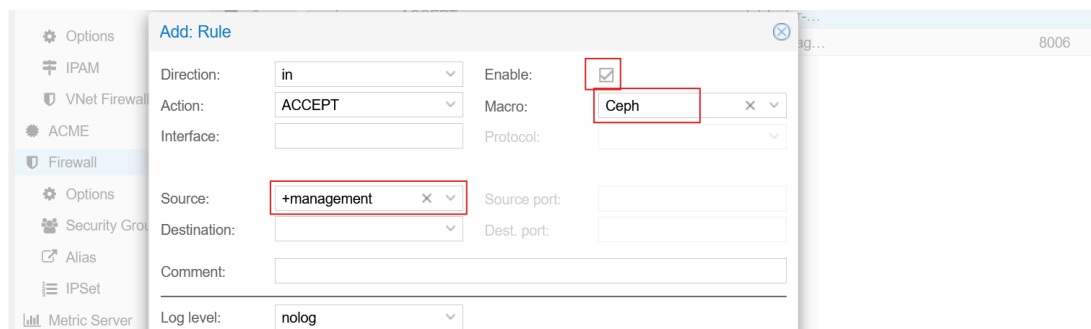 Options
IPAM
VNet Firewall
ACME
Firewall
Options
Security Grou
Alias
IPSet
Metric Server
Add: Rule
Direction: in Enable:
Action: ACCEPT Macro: Ceph
Interface: Protocol:
Source: +management Source port:
Destination: Dest. port:
Comment:
Log level: nolog
ag... 8006